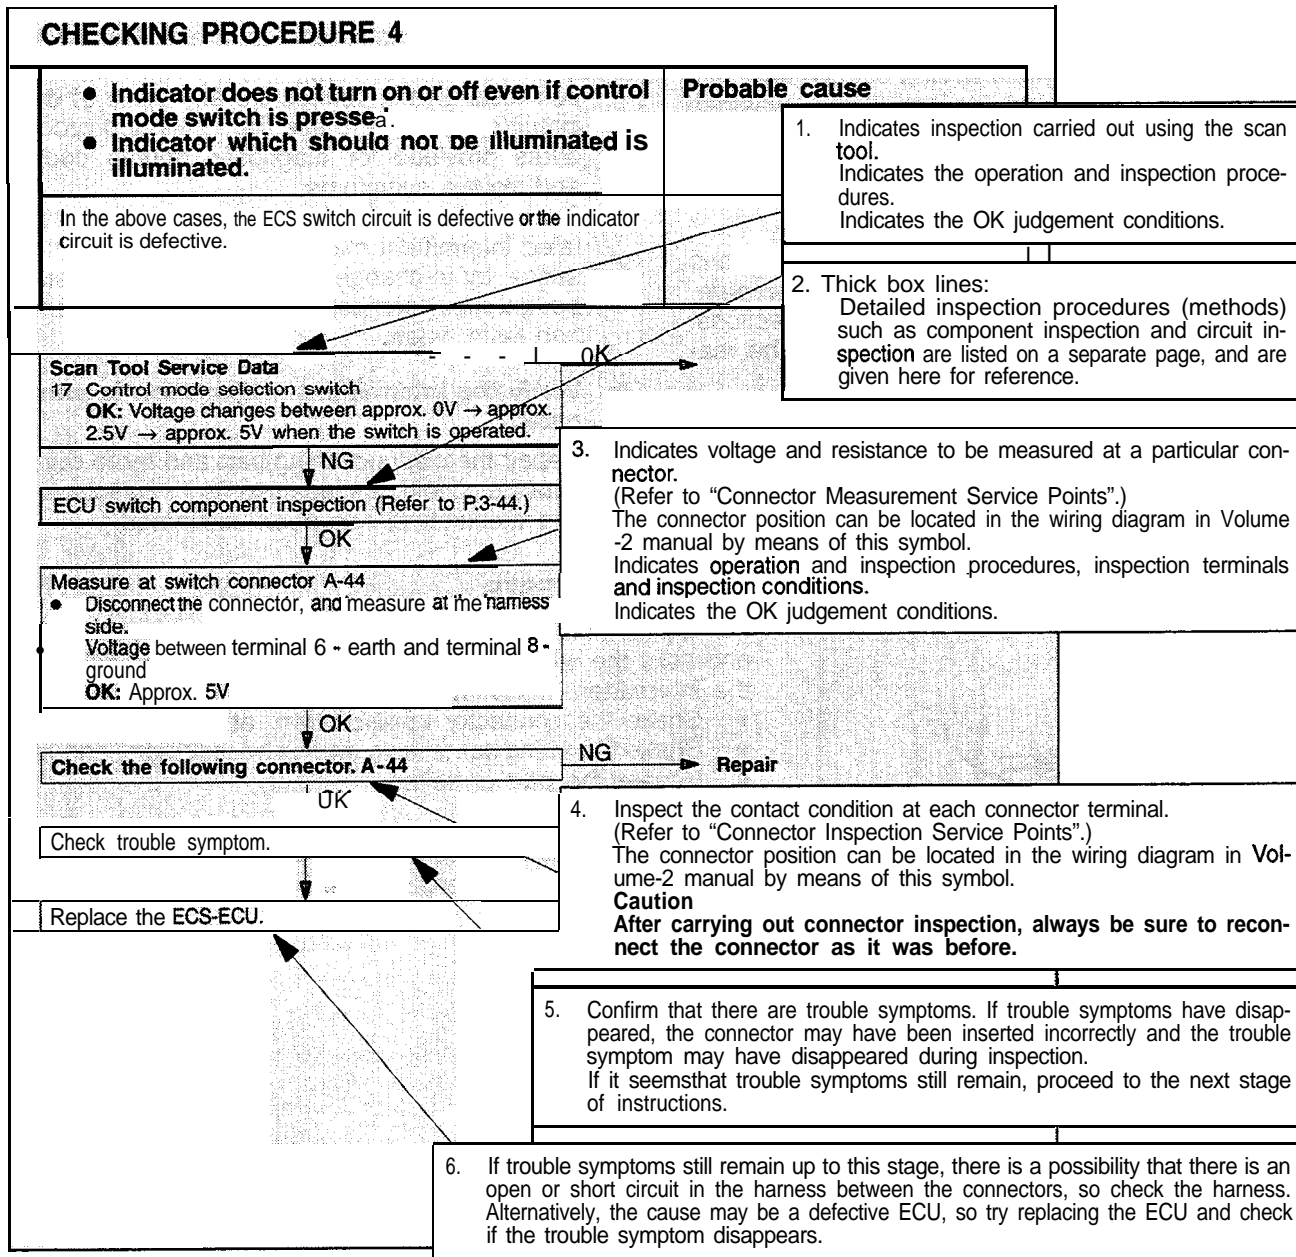 CHECKING PROCEDURE 4
● Indicator does not turn on or off even if control
mode switch is pressea.
● Indicator which should not be illuminated is
illuminated.
Probable cause
In the above cases, the ECS switch circuit is defective or the indicator
circuit is defective.
1. Indicates inspection carried out using the scan
tool.
Indicates the operation and inspection proce-
dures.
Indicates the OK judgement conditions.
2. Thick box lines:
Detailed inspection procedures (methods)
such as component inspection and circuit in-
spection are listed on a separate page, and are
given here for reference.
Scan Tool Service Data
17 Control mode selection switch
OK: Voltage changes between approx. 0V → approx.
2.5V → approx. 5V when the switch is operated.
OK
NG
ECU switch component inspection (Refer to P.3-44.)
OK
3. Indicates voltage and resistance to be measured at a particular con-
nector.
(Refer to “Connector Measurement Service Points”.)
The connector position can be located in the wiring diagram in Volume
-2 manual by means of this symbol.
Indicates operation and inspection procedures, inspection terminals
and inspection conditions.
Indicates the OK judgement conditions.
Measure at switch connector A-44
● Disconnect the connector, and measure at the harness
side.
● Voltage between terminal 6 - earth and terminal 8 -
ground
OK: Approx. 5V
OK
Check the following connector. A-44
NG
Repair
OK
Check trouble symptom.
Replace the ECS-ECU.
4. Inspect the contact condition at each connector terminal.
(Refer to “Connector Inspection Service Points”.)
The connector position can be located in the wiring diagram in Vol-
ume-2 manual by means of this symbol.
Caution
After carrying out connector inspection, always be sure to recon-
nect the connector as it was before.
5. Confirm that there are trouble symptoms. If trouble symptoms have disap-
peared, the connector may have been inserted incorrectly and the trouble
symptom may have disappeared during inspection.
If it seemsthat trouble symptoms still remain, proceed to the next stage
of instructions.
6. If trouble symptoms still remain up to this stage, there is a possibility that there is an
open or short circuit in the harness between the connectors, so check the harness.
Alternatively, the cause may be a defective ECU, so try replacing the ECU and check
if the trouble symptom disappears.